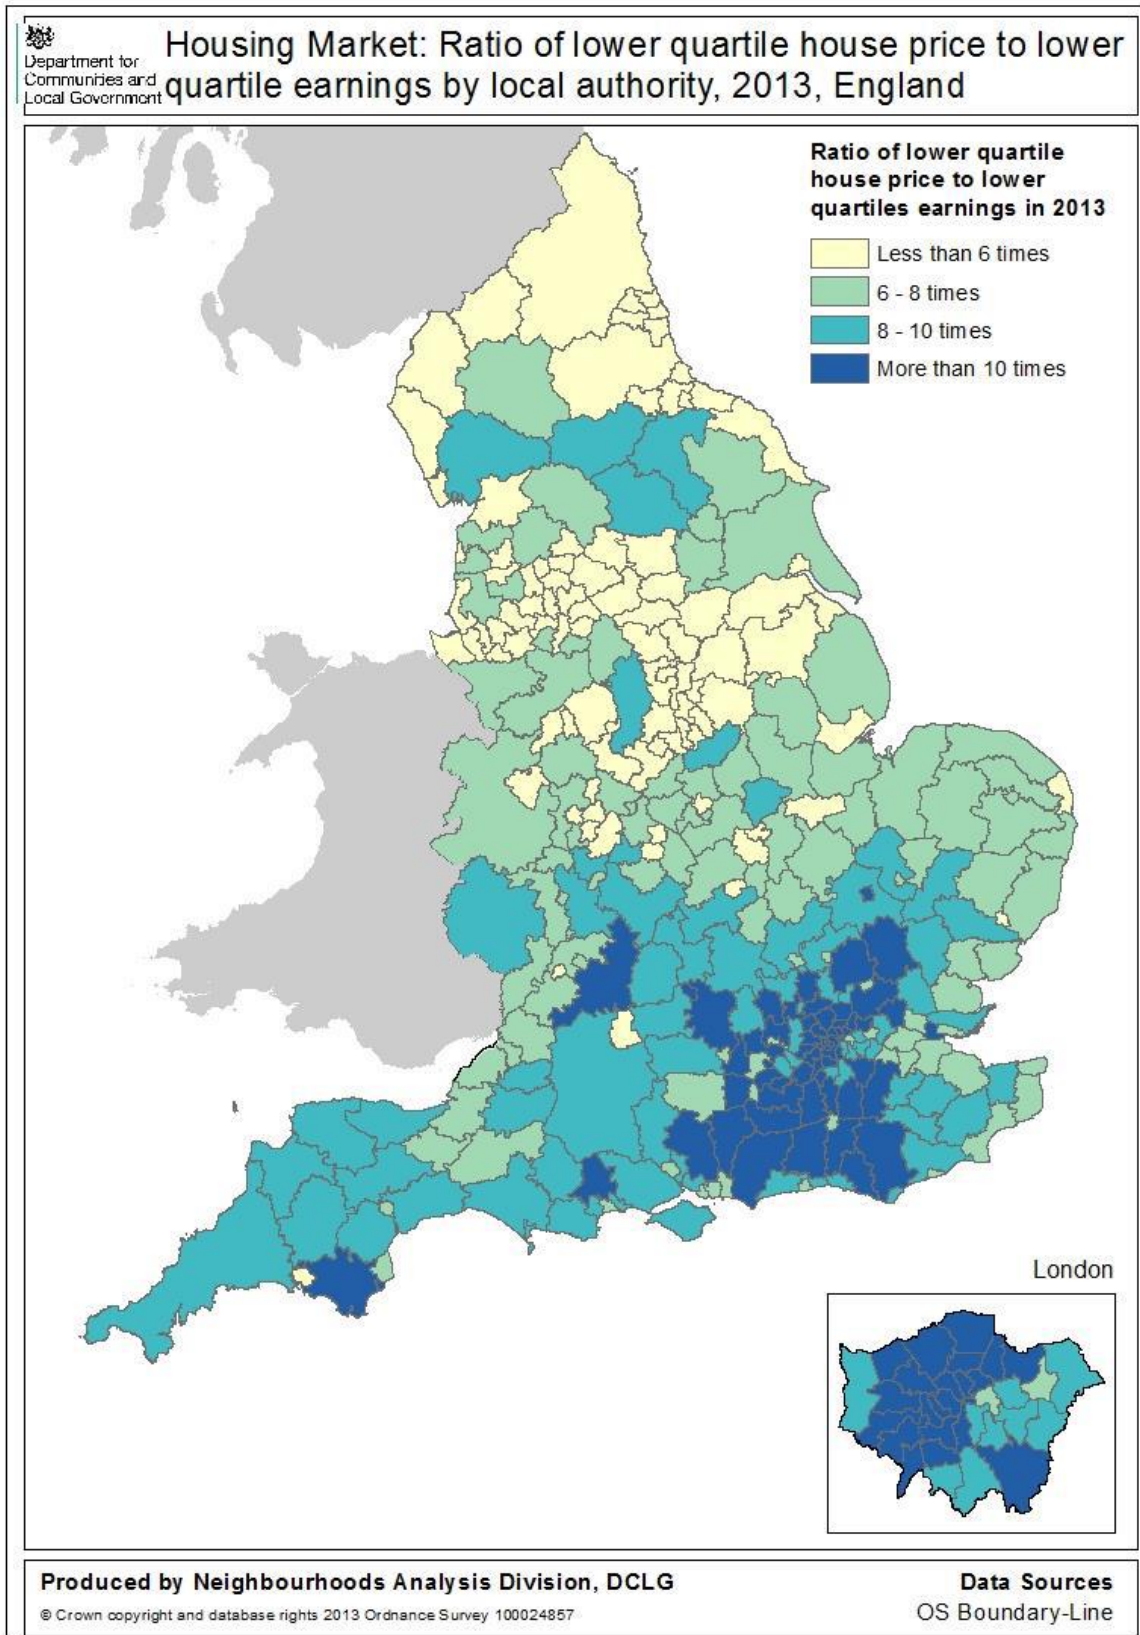 Department for
Communities and
Local Government
Housing Market: Ratio of lower quartile house price to lower
quartile earnings by local authority, 2013, England
Ratio of lower quartile
house price to lower
quartiles earnings in 2013
Less than 6 times
6 - 8 times
8 - 10 times
More than 10 times
London
Produced by Neighbourhoods Analysis Division, DCLG
© Crown copyright and database rights 2013 Ordnance Survey 100024857
Data Sources
OS Boundary-Line